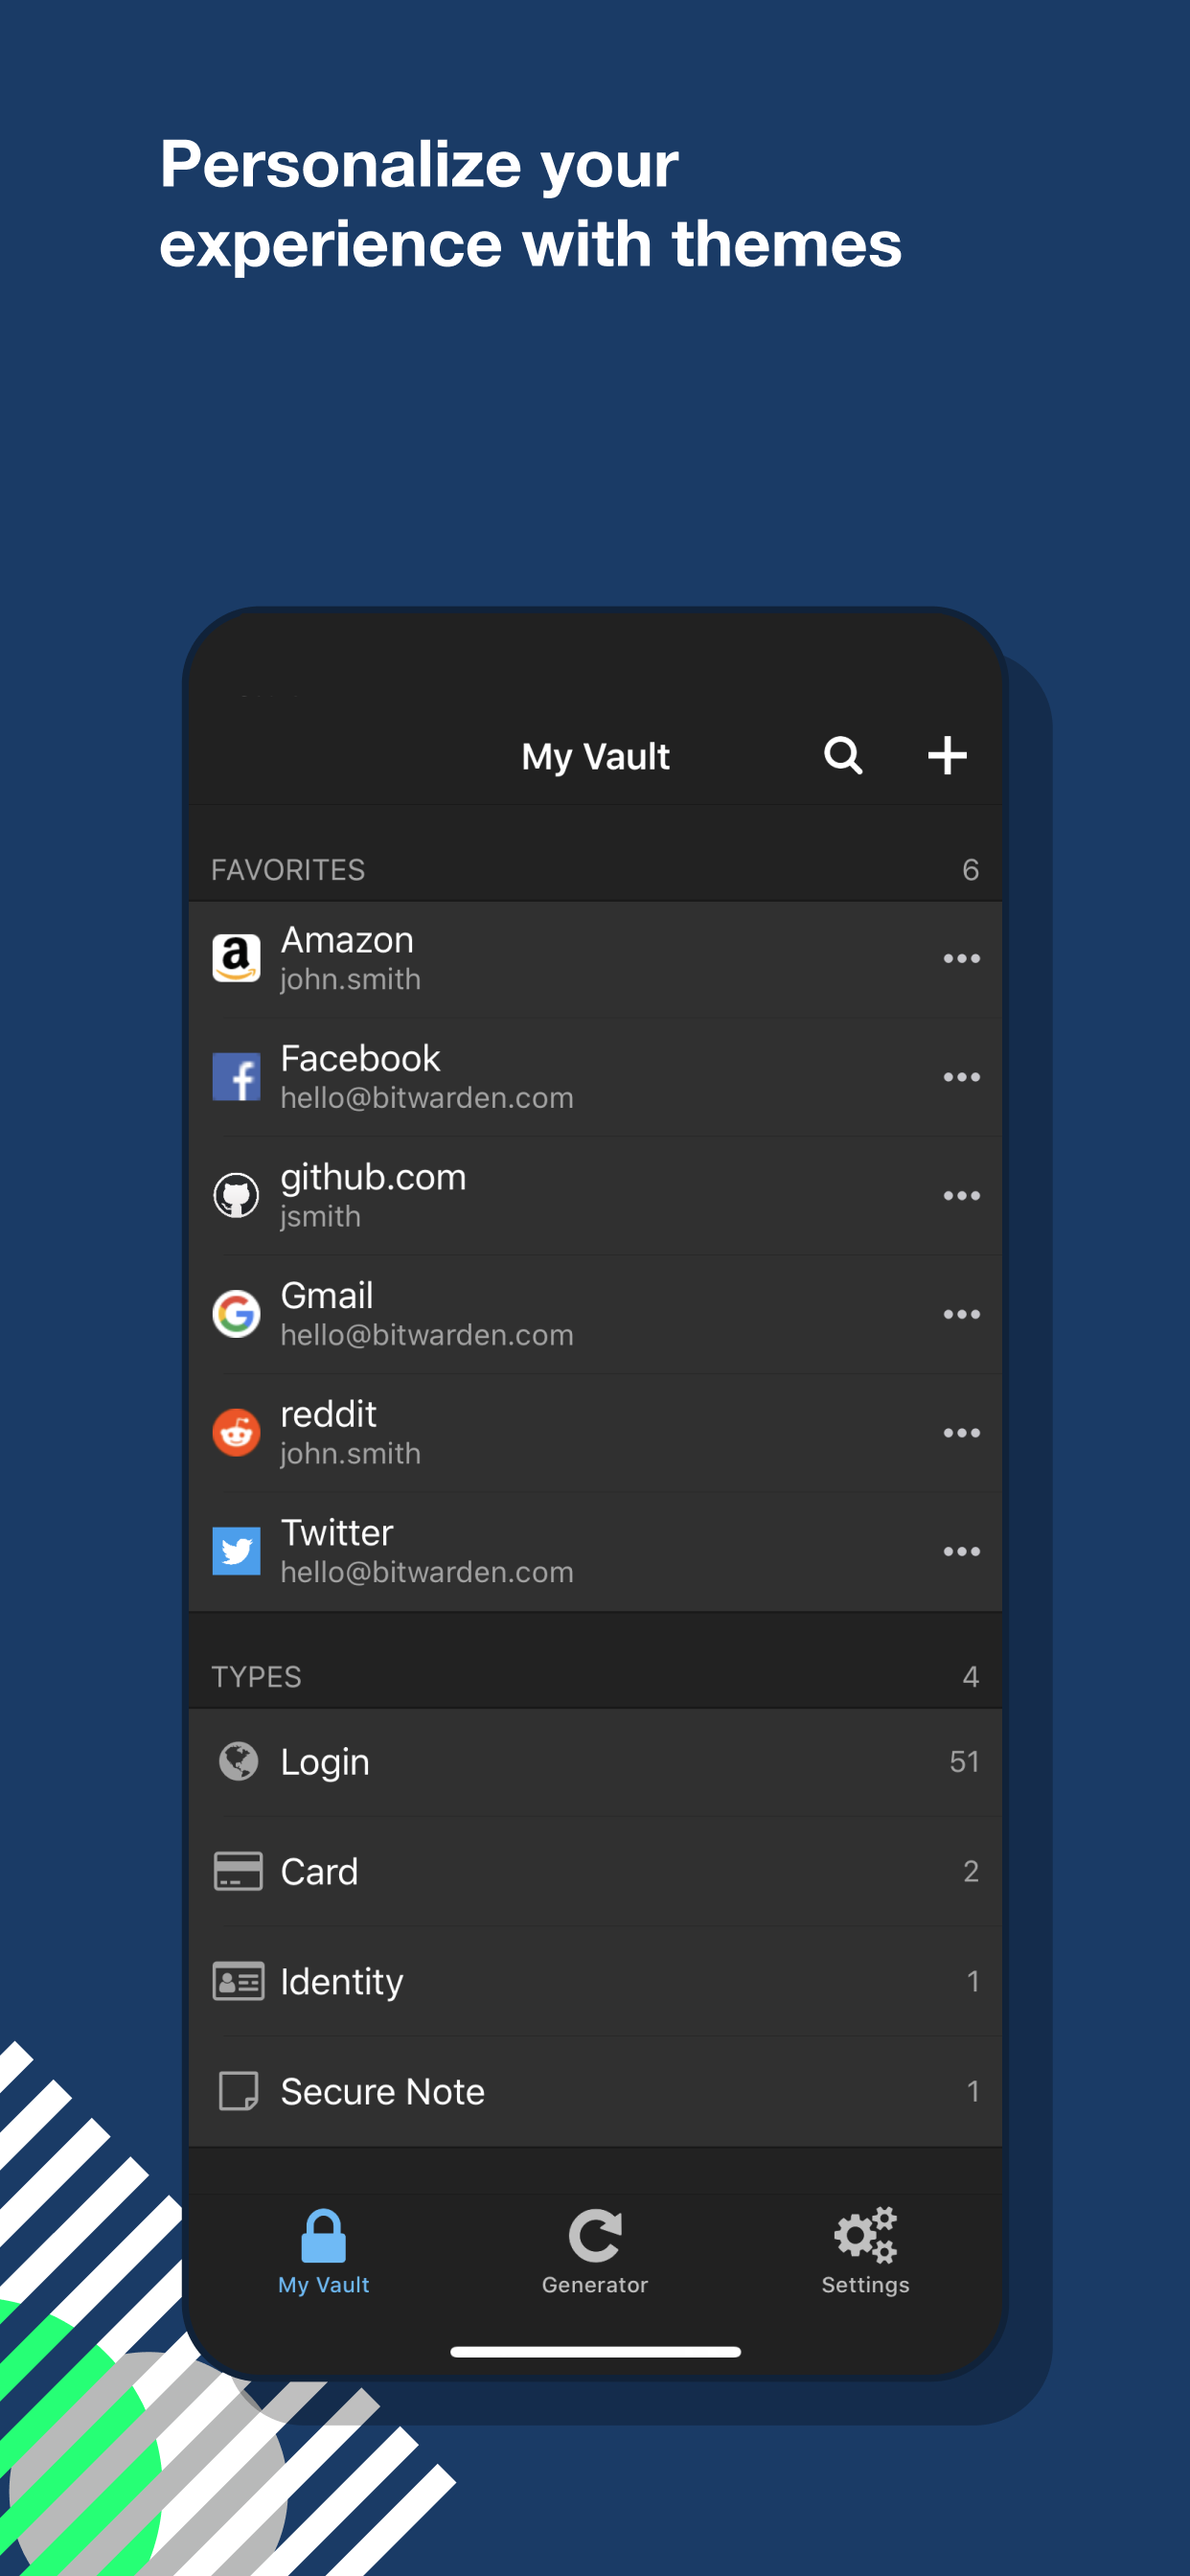 Personalize your
experience with themes
My Vault
FAVORITES 6
Amazon
john.smith
Facebook
hello@bitwarden.com
github.com
jsmith
Gmail
hello@bitwarden.com
reddit
john.smith
Twitter
hello@bitwarden.com
TYPES 4
Login 51
Card 2
Identity 1
Secure Note 1
My Vault Generator Settings